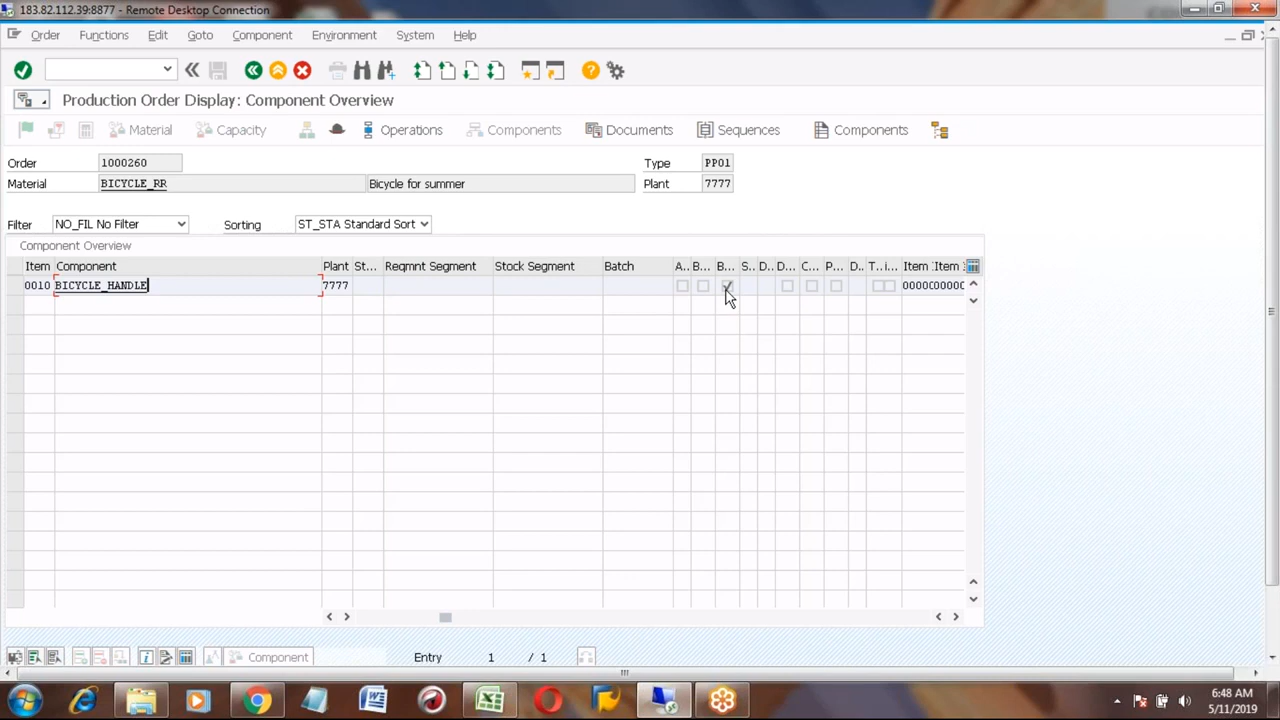 183.82.112.39:8877 - Remote Desktop Connection
Order Functions Edit Goto Component Environment System Help
Production Order Display: Component Overview
Material Capacity Operations Components Documents Sequences Components
Order 1000260 Type PP01
Material BICYCLE_RR Bicycle for summer Plant 7777
Filter NO_FIL No Filter Sorting ST_STA Standard Sort
Component Overview
Item Component Plant St... Reqmnt Segment Stock Segment Batch A.. B... B... S.. D.. D... C... P... D.. T.. i... Item Item
0010 BICYCLE_HANDLE 7777 00000 00000
Component Entry 1 / 1
6:48 AM
5/11/2019